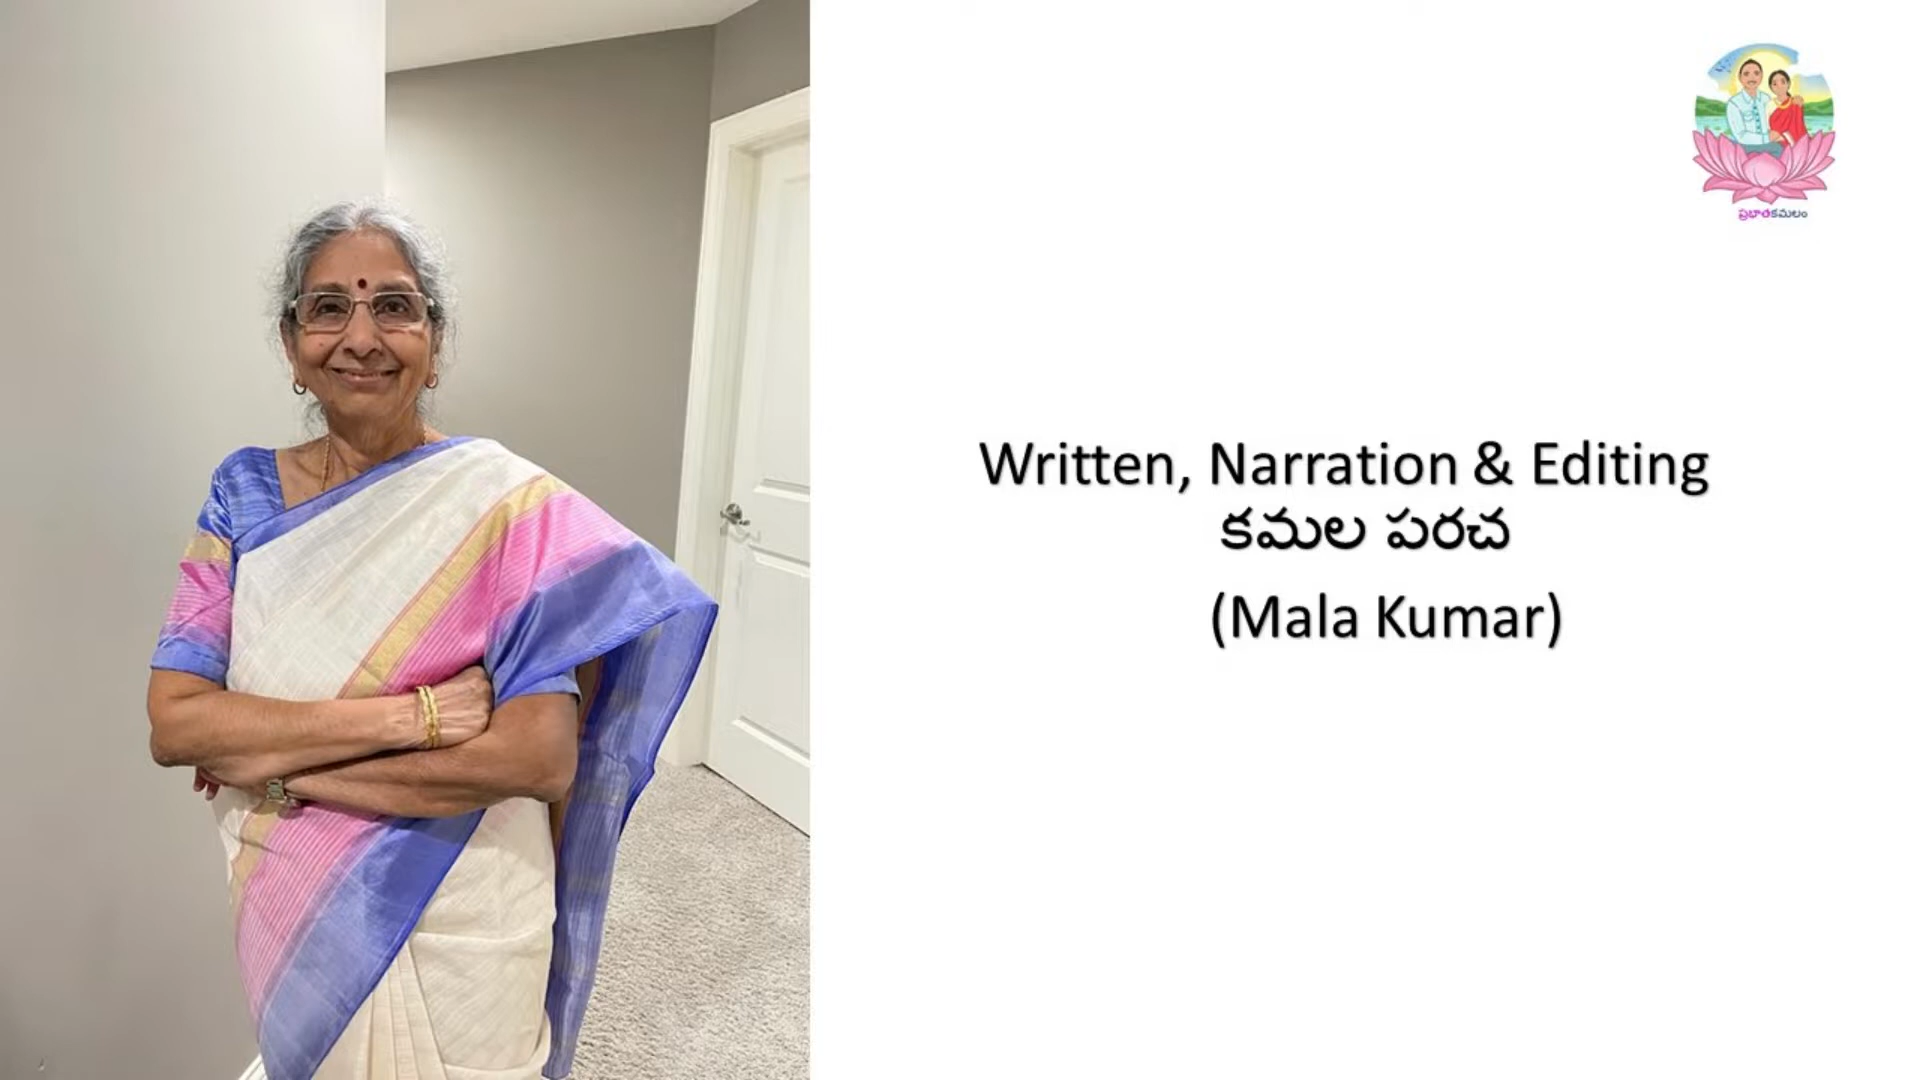 ప్రభాతకమలం
Written, Narration & Editing
కమల పరచ
(Mala Kumar)